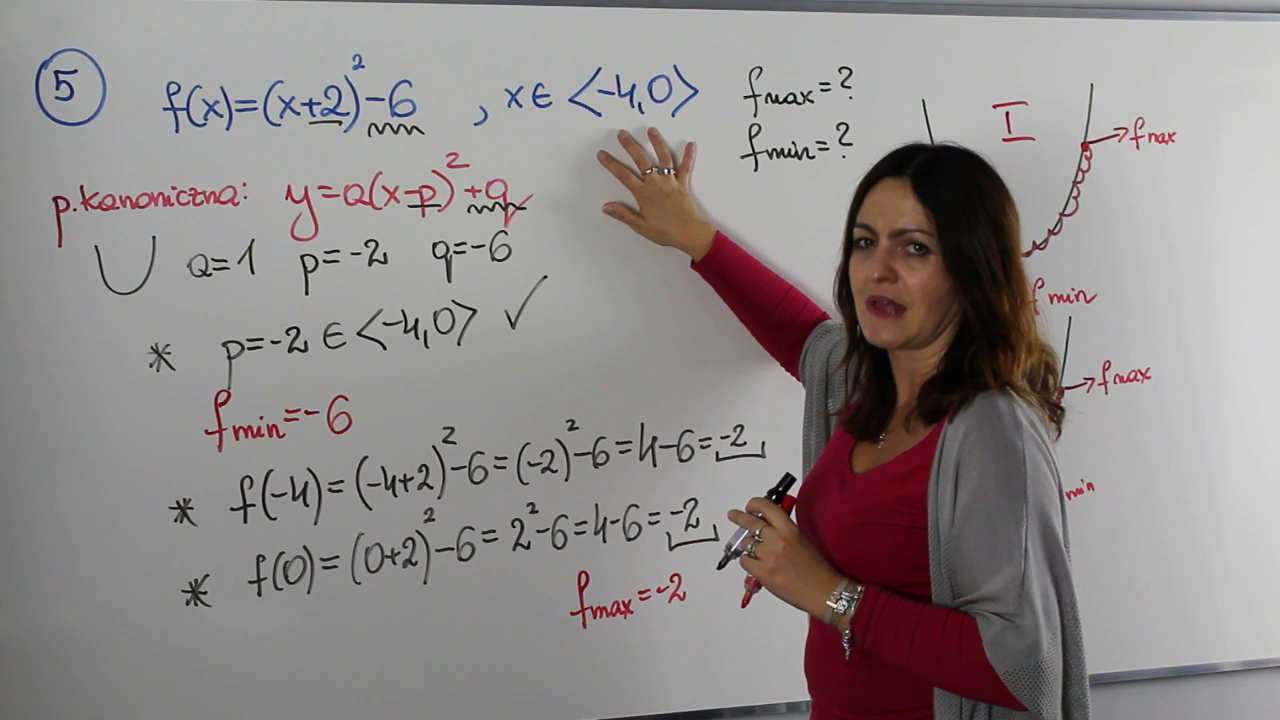 5
f(x)=(x+2)²-6 , x∈<-4,0>
fmax=?
fmin=?
p.kanoniczna: y=a(x-p)²+q
a=1 p=-2 q=-6
* p=-2∈<-4,0> ✓
fmin=-6
* f(-4)=(-4+2)²-6=(-2)²-6=4-6=-2
* f(0)=(0+2)²-6=2²-6=4-6=-2
fmax=-2
I
→fmax
fmin
→fmax
min